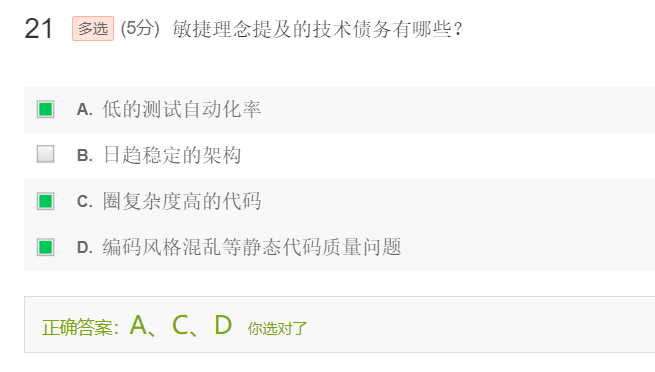 21 多选 (5分) 敏捷理念提及的技术债务有哪些？
A. 低的测试自动化率
B. 日趋稳定的架构
C. 圈复杂度高的代码
D. 编码风格混乱等静态代码质量问题
正确答案：A、C、D 你选对了